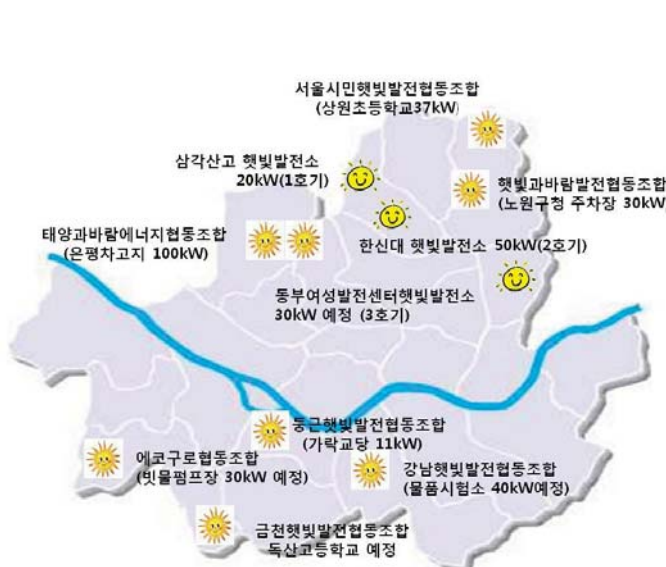 서울시민햇빛발전협동조합
(상원초등학교37kW)
삼각산고 햇빛발전소
20kW(1호기)
햇빛과바람발전협동조합
(노원구청 주차장 30kW
태양과바람에너지협동조합
(은평차고지 100kW)
한신대 햇빛발전소 50kW(2호기)
동부여성발전센터햇빛발전소
30kW 예정 (3호기)
둥근햇빛발전협동조합
(가락교당 11kW)
에코구로협동조합
(빗물펌프장 30kW 예정)
강남햇빛발전협동조합
(물품시험소 40kW예정)
금천햇빛발전협동조합
독산고등학교 예정